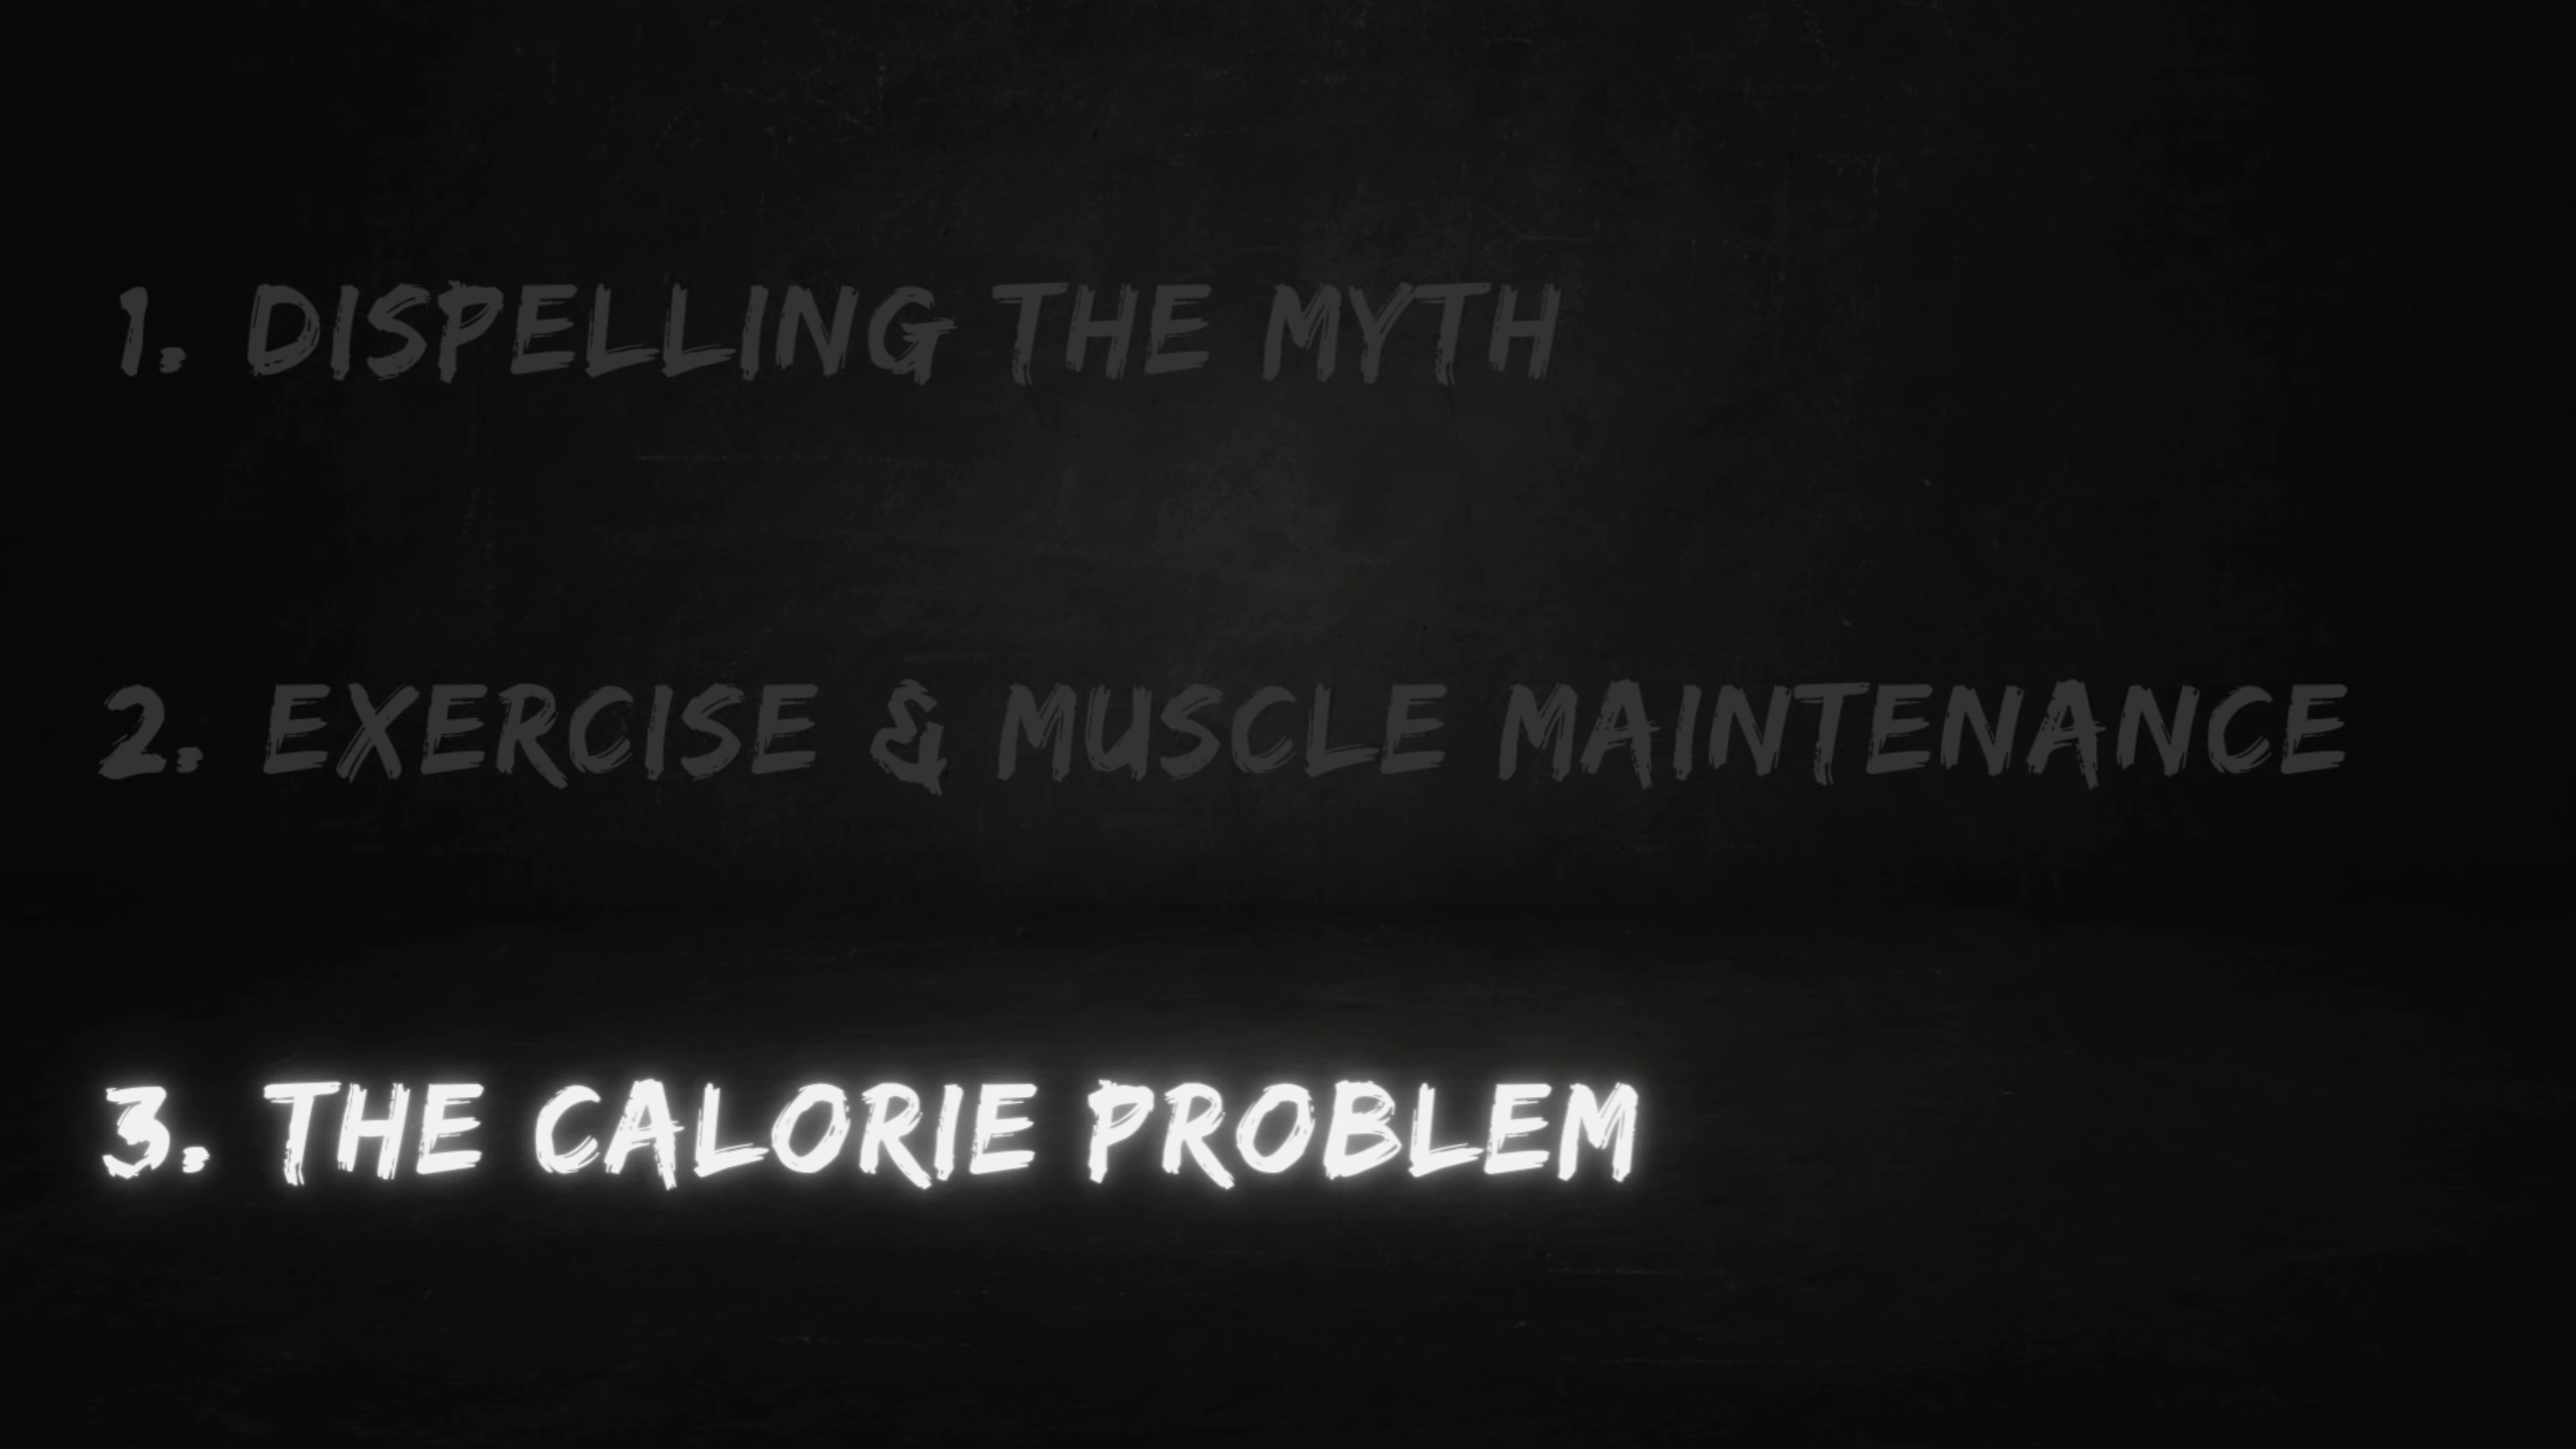 1. DISPELLING THE MYTH
2. EXERCISE & MUSCLE MAINTENANCE
3. THE CALORIE PROBLEM